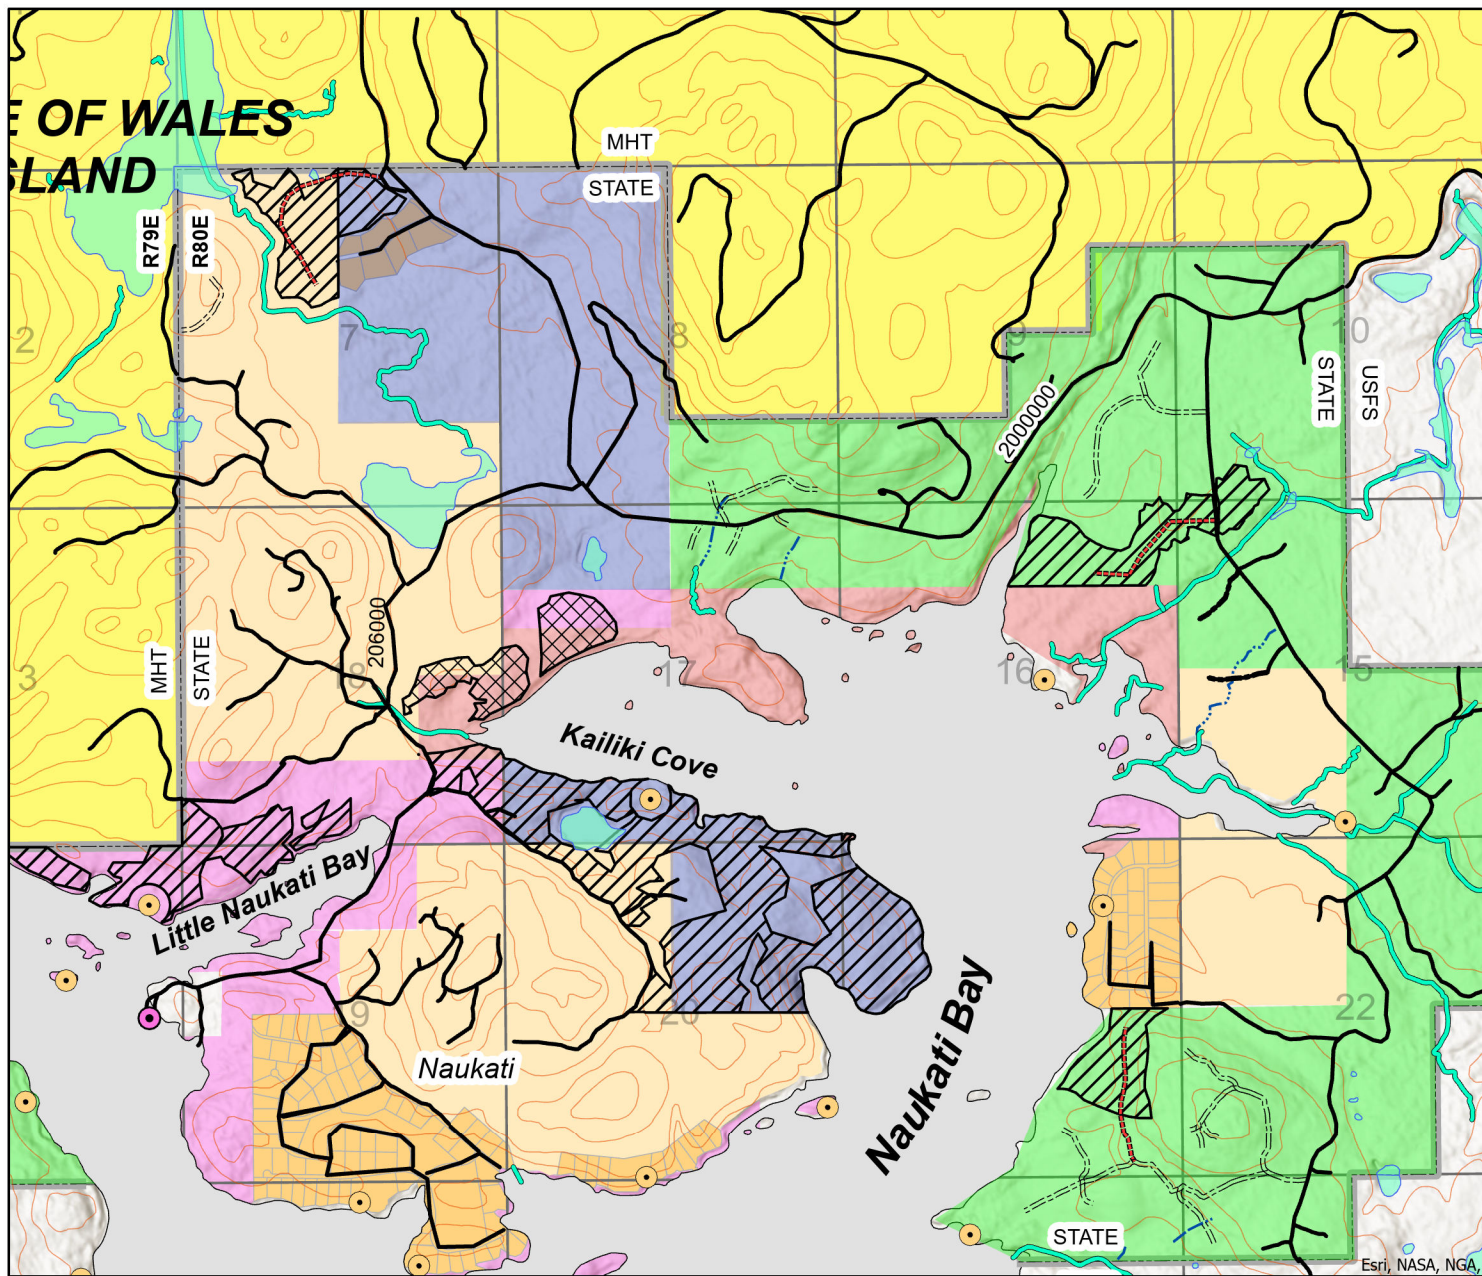 E OF WALES
SLAND
MHT
STATE
R79E
R80E
2
7
8
9
10
STATE
USFS
2000000
206000
MHT
STATE
3
18
17
16
15
Kailiki Cove
Little Naukati Bay
Naukati Bay
19
20
22
Naukati
STATE
Esri, NASA, NGA,